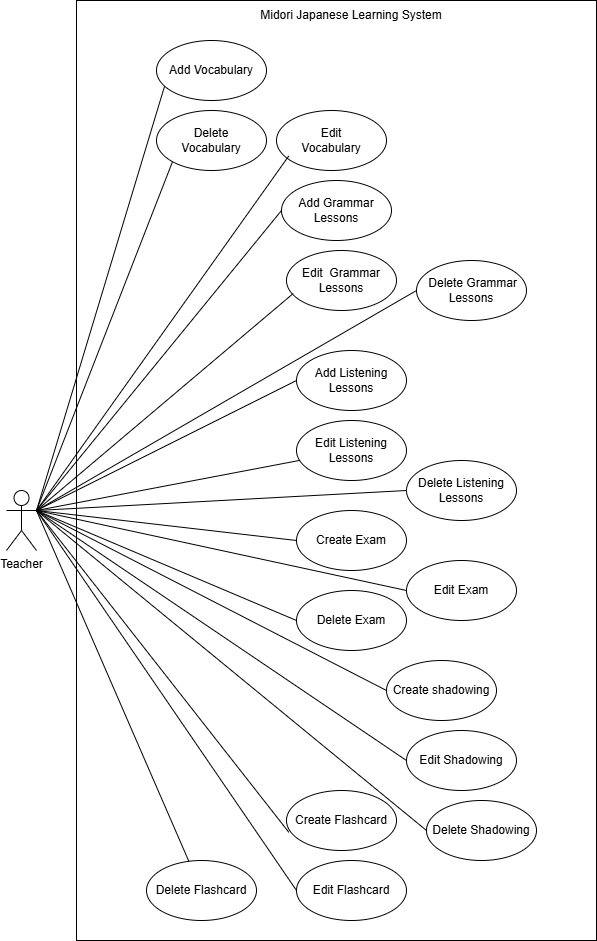 Midori Japanese Learning System
Add Vocabulary
Delete
Vocabulary
Edit
Vocabulary
Add Grammar
Lessons
Edit  Grammar
Lessons
Delete Grammar
Lessons
Add Listening
Lessons
Edit Listening
Lessons
Delete Listening
Lessons
Teacher
Create Exam
Edit Exam
Delete Exam
Create shadowing
Edit Shadowing
Create Flashcard
Delete Shadowing
Delete Flashcard
Edit Flashcard